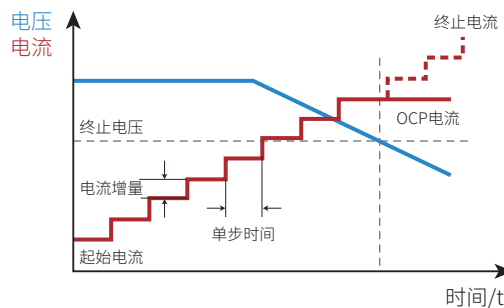 电压
电流
终止电流
终止电压
OCP电流
电流增量
单步时间
起始电流
时间/t